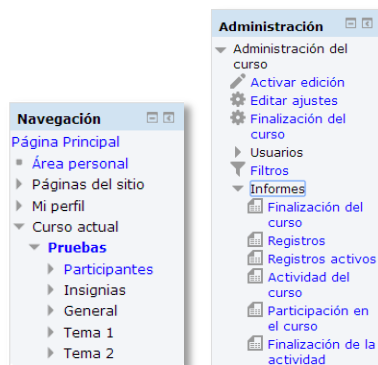 Navegación
Página Principal
Área personal
Páginas del sitio
Mi perfil
Curso actual
Pruebas
Participantes
Insignias
General
Tema 1
Tema 2
Administración
Administración del
curso
Activar edición
Editar ajustes
Finalización del
curso
Usuarios
Filtros
Informes
Finalización del
curso
Registros
Registros activos
Actividad del
curso
Participación en
el curso
Finalización de la
actividad